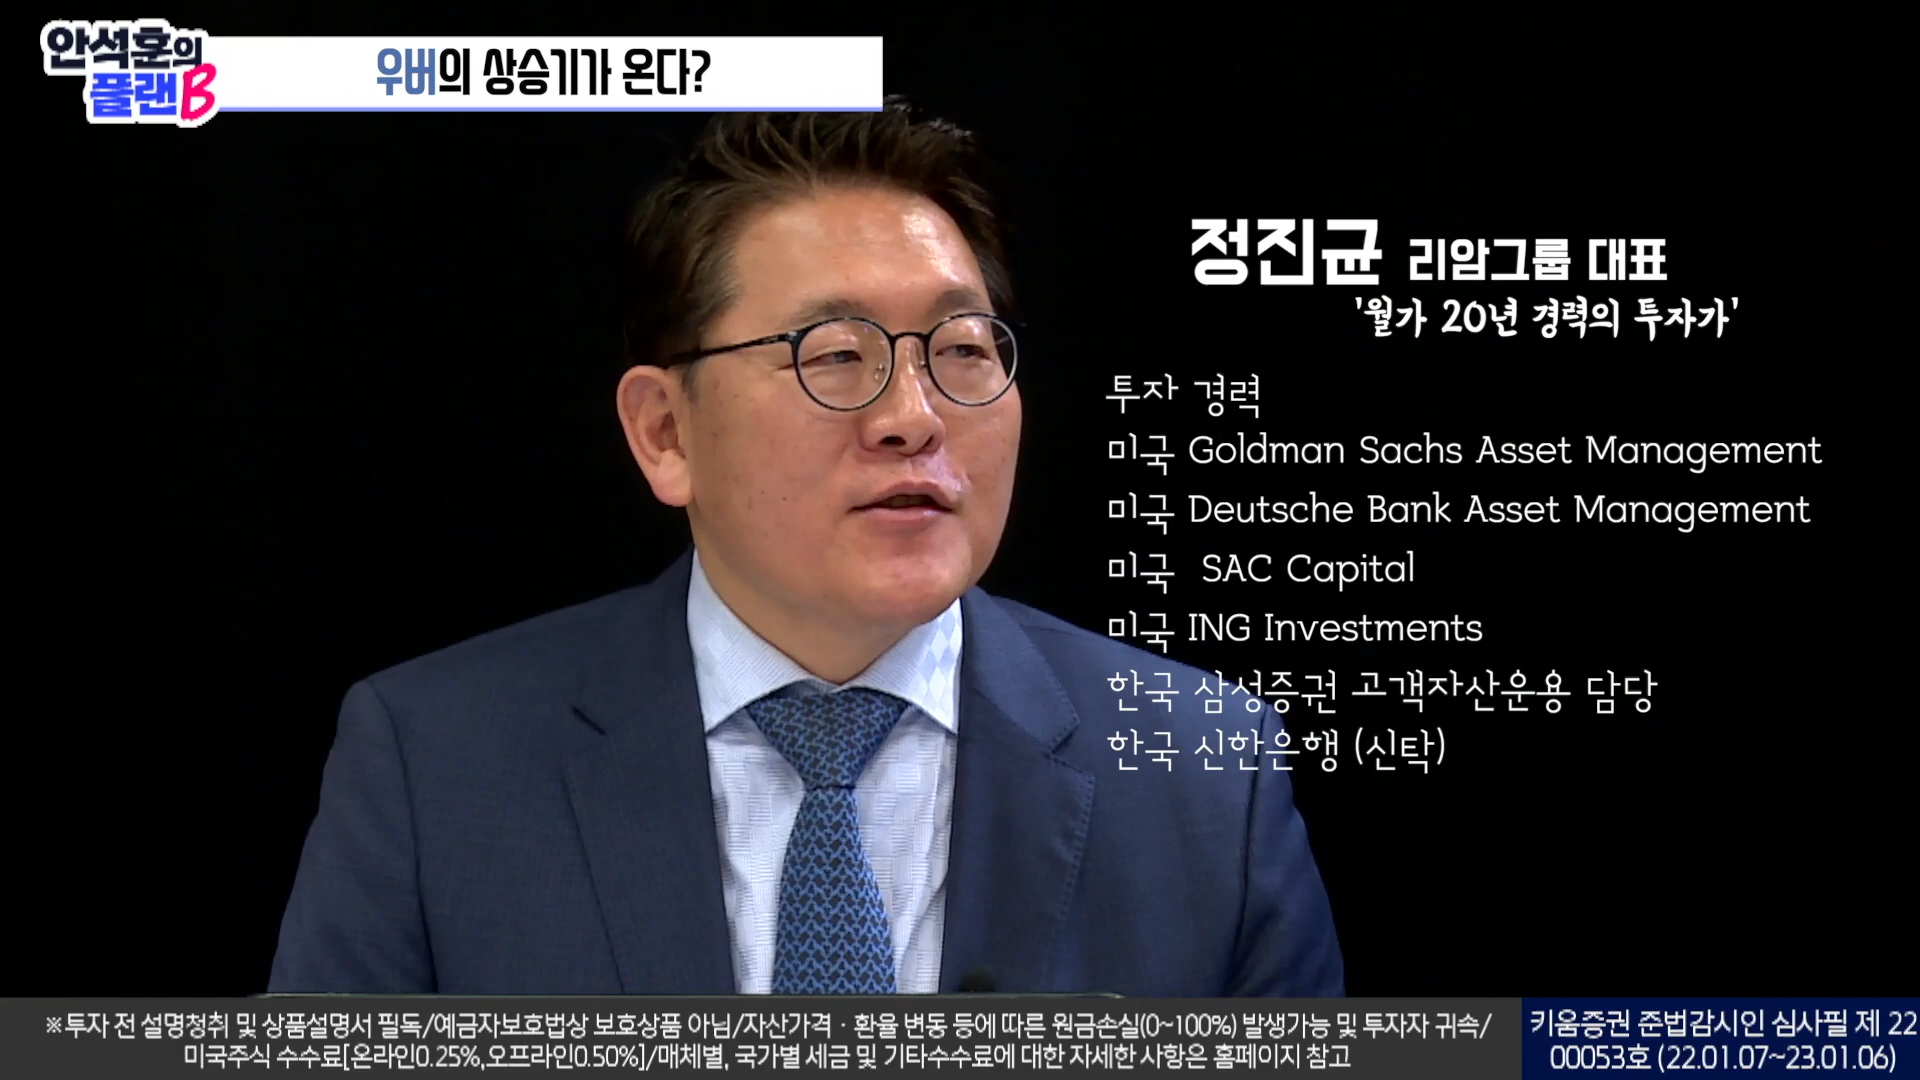 안석훈의
플랜B
우버의 상승기가 온다?
정진균 리암그룹 대표
'월가 20년 경력의 투자가'
투자 경력
미국 Goldman Sachs Asset Management
미국 Deutsche Bank Asset Management
미국 SAC Capital
미국 ING Investments
한국 삼성증권 고객자산운용 담당
한국 신한은행 (신탁)
※투자 전 설명청취 및 상품설명서 필독/예금자보호법상 보호상품 아님/자산가격·환율 변동 등에 따른 원금손실(0~100%) 발생가능 및 투자자 귀속/
미국주식 수수료[온라인0.25%,오프라인0.50%]/매체별, 국가별 세금 및 기타수수료에 대한 자세한 사항은 홈페이지 참고
키움증권 준법감시인 심사필 제 22
00053호 (22.01.07~23.01.06)